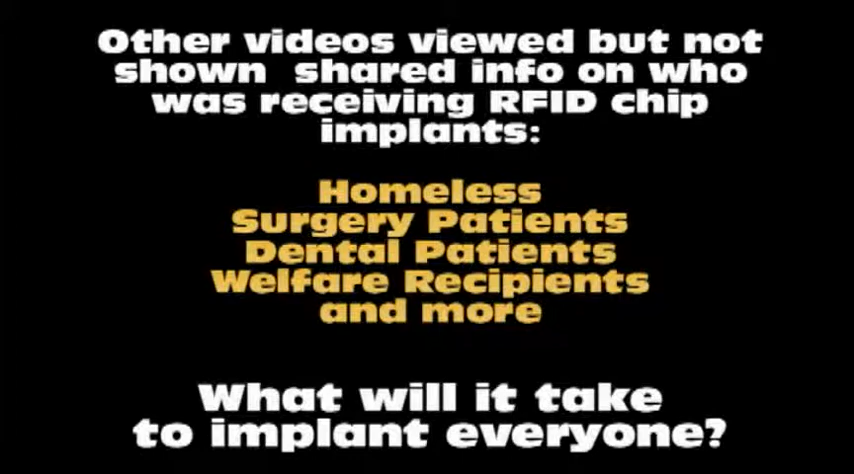 Other videos viewed but not
shown shared info on who
was receiving RFID chip
implants:
Homeless
Surgery Patients
Dental Patients
Welfare Recipients
and more
What will it take
to implant everyone?